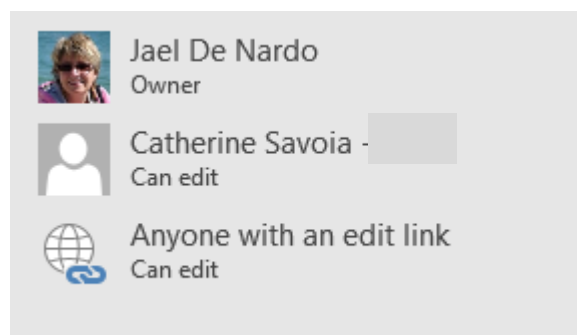 Jael De Nardo
Owner
Catherine Savoia -
Can edit
Anyone with an edit link
Can edit